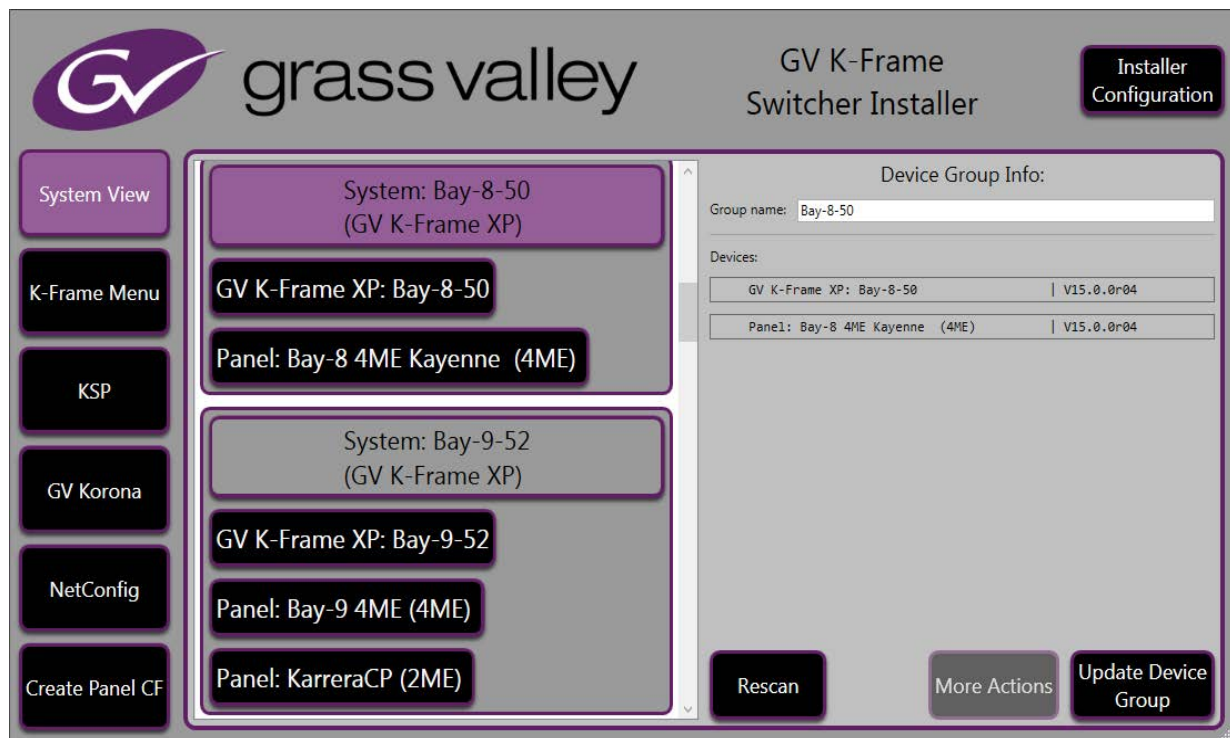 GV grass valley
GV K-Frame
Switcher Installer
Installer
Configuration
System View
K-Frame Menu
KSP
GV Korona
NetConfig
Create Panel CF
System: Bay-8-50
(GV K-Frame XP)
GV K-Frame XP: Bay-8-50
Panel: Bay-8 4ME Kayenne (4ME)
System: Bay-9-52
(GV K-Frame XP)
GV K-Frame XP: Bay-9-52
Panel: Bay-9 4ME (4ME)
Panel: KarreraCP (2ME)
Device Group Info:
Group name: Bay-8-50
Devices:
GV K-Frame XP: Bay-8-50 | V15.0.0r04
Panel: Bay-8 4ME Kayenne (4ME) | V15.0.0r04
Rescan
More Actions
Update Device
Group